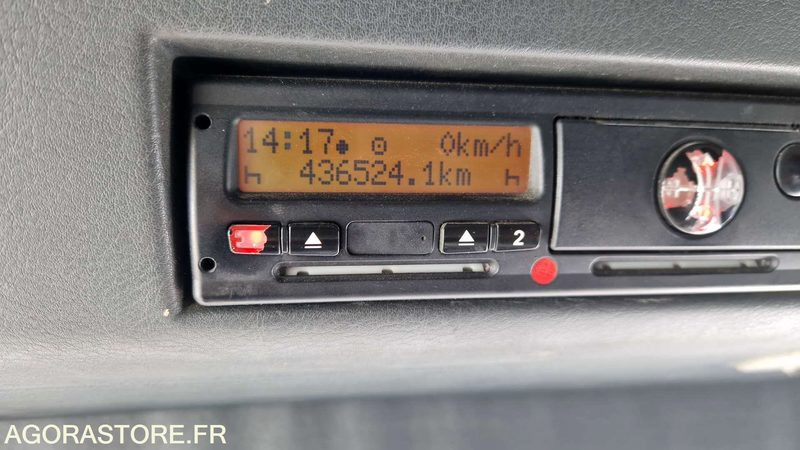 14:17 0km/h
436524.1km
2
AGORASTORE.FR